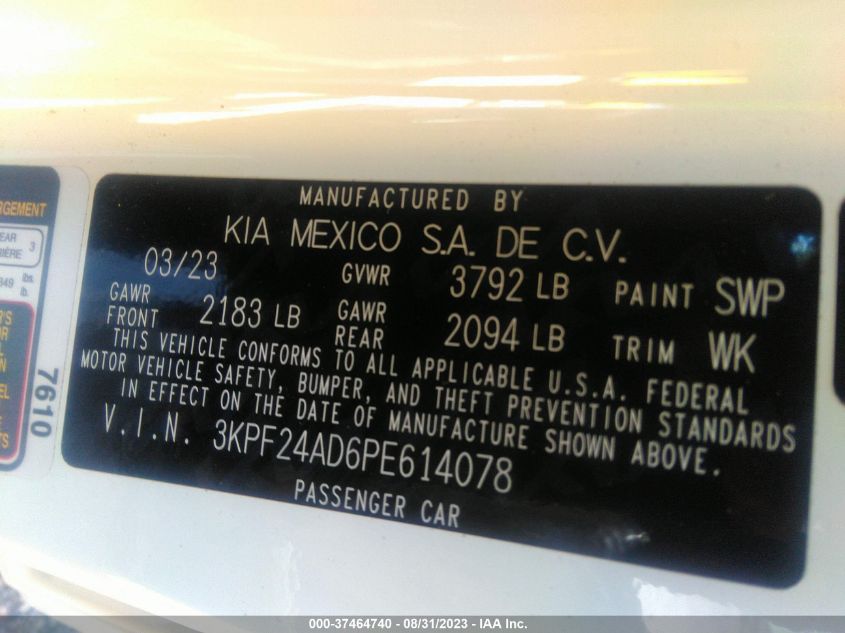 MANUFACTURED BY
KIA MEXICO S.A. DE C.V.
03/23 GVWR 3792 LB PAINT SWP
GAWR FRONT 2183 LB GAWR REAR 2094 LB TRIM WK
THIS VEHICLE CONFORMS TO ALL APPLICABLE U.S.A. FEDERAL
MOTOR VEHICLE SAFETY, BUMPER, AND THEFT PREVENTION STANDARDS
IN EFFECT ON THE DATE OF MANUFACTURE SHOWN ABOVE.
V.I.N. 3KPF24AD6PE614078
PASSENGER CAR
3
lbs.
7610
000-37464740 - 08/31/2023 - IAA Inc.